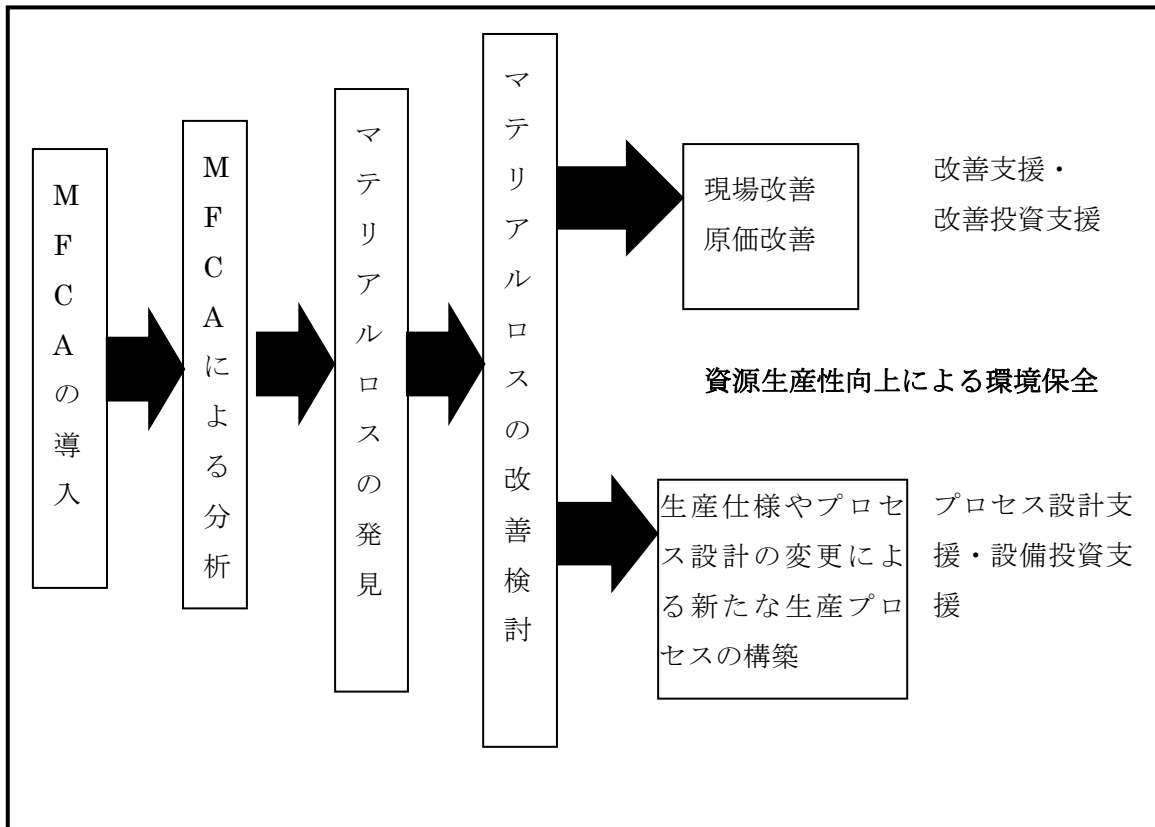 MFCAの導入
MFCAによる分析
マテリアルロスの発見
マテリアルロスの改善検討
現場改善
原価改善
改善支援・
改善投資支援
資源生産性向上による環境保全
生産仕様やプロセ
ス設計の変更によ
る新たな生産プロ
セスの構築
プロセス設計支
援・設備投資支
援